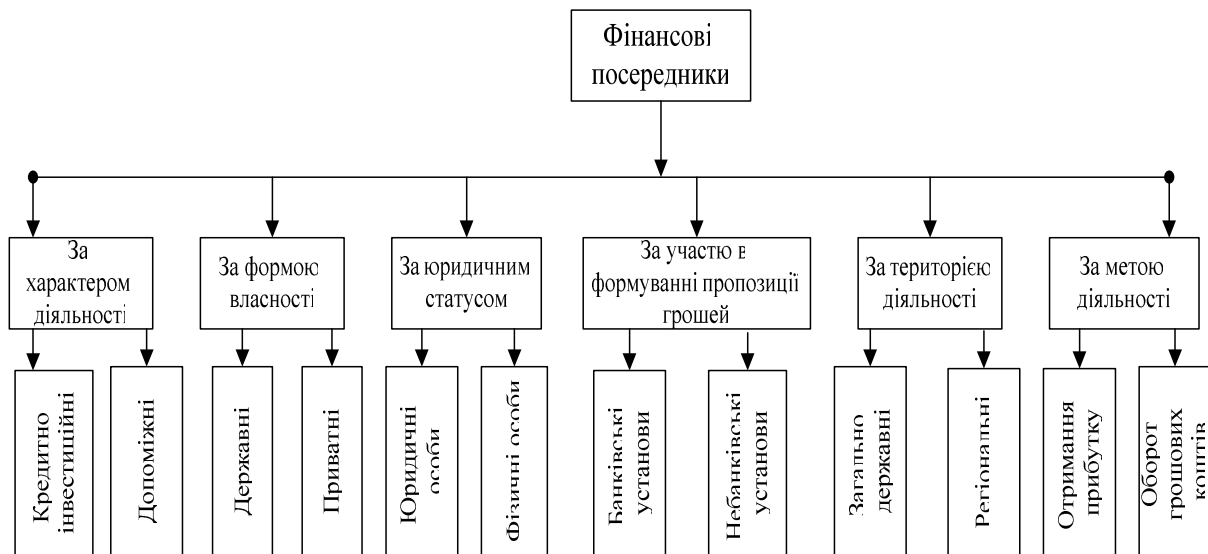 Фінансові
посередники
За
характером
діяльності
За формою
власності
За юридичним
статусом
За участю в
формуванні пропозиції
грошей
За територією
діяльності
За метою
діяльності
Кредитно
інвестиційні
Допоміжні
Державні
Приватні
Юридичні
особи
Фізичні особи
Банківські
установи
Небанківські
установи
Загально
державні
Регіональні
Отримання
прибутку
Оборот
грошових
коштів